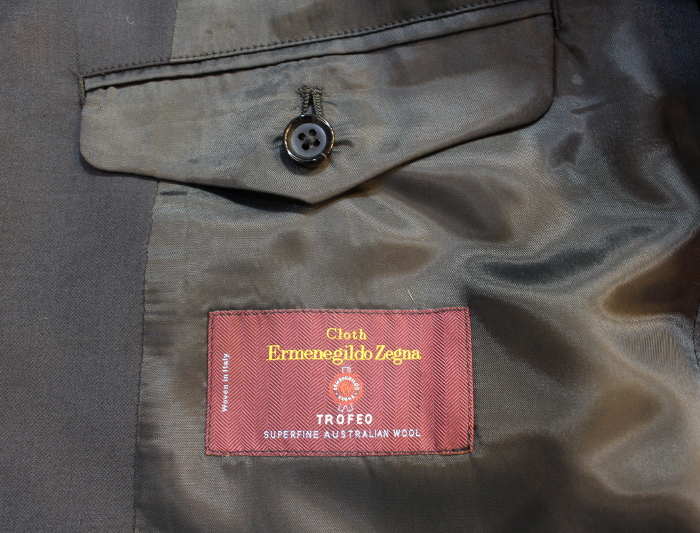 Woven in Italy
Cloth
Ermenegildo Zegna
TROFEO
SUPERFINE AUSTRALIAN WOOL